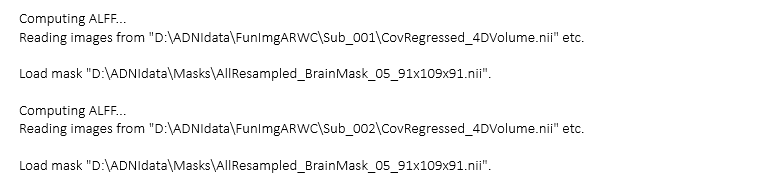 Computing ALFF...
Reading images from "D:\ADNIdata\FunImgARWC\Sub_001\CovRegressed_4DVolume.nii" etc.
Load mask "D:\ADNIdata\Masks\AllResampled_BrainMask_05_91x109x91.nii".
Computing ALFF...
Reading images from "D:\ADNIdata\FunImgARWC\Sub_002\CovRegressed_4DVolume.nii" etc.
Load mask "D:\ADNIdata\Masks\AllResampled_BrainMask_05_91x109x91.nii".